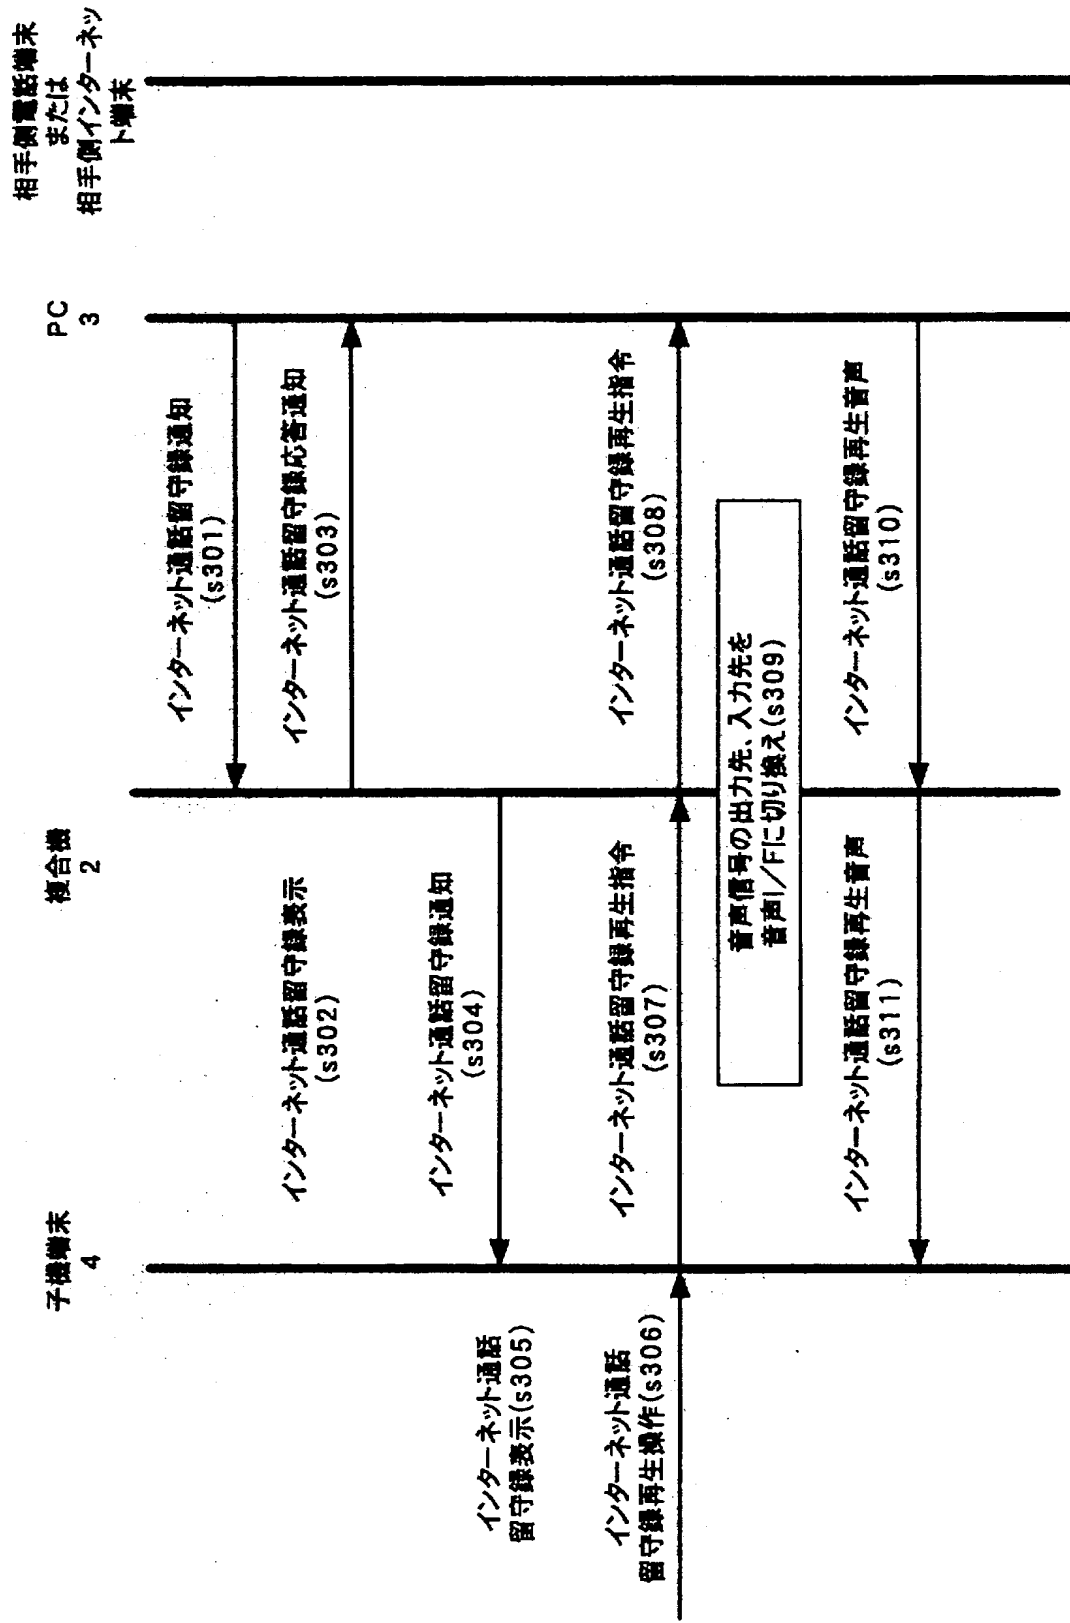 子機端末
4
複合機
2
PC
3
相手側電話端末
または
相手側インターネッ
ト端末
インターネット通話留守録通知
(s301)
インターネット通話留守録表示
(s302)
インターネット通話留守録応答通知
(s303)
インターネット通話留守録通知
(s304)
インターネット通話
留守録表示(s305)
インターネット通話
留守録再生操作(s306)
インターネット通話留守録再生指令
(s307)
インターネット通話留守録再生指令
(s308)
音声信号の出力先、入力先を
音声I/Fに切り換え(s309)
インターネット通話留守録再生音声
(s310)
インターネット通話留守録再生音声
(s311)